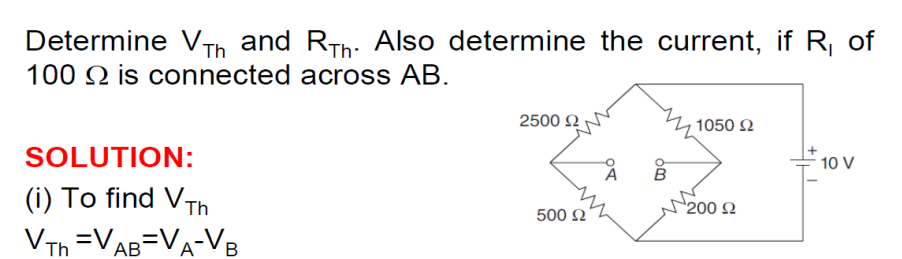 Determine V_Th and R_Th. Also determine the current, if R_l of
100 Ω is connected across AB.
2500 Ω
1050 Ω
SOLUTION:
+
10 V
A
B
(i) To find V_Th
500 Ω
200 Ω
V_Th =V_AB=V_A-V_B